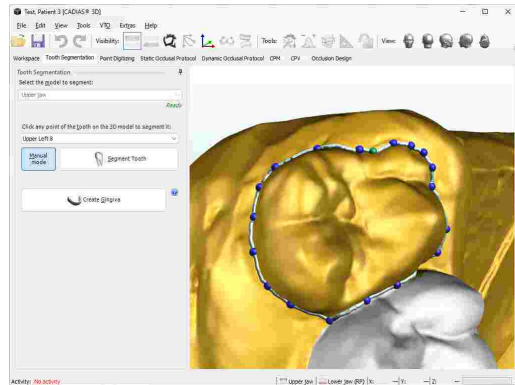 Test, Patient 3 [CADIAS® 3D]
File Edit View Tools VTO Extras Help
Visibility: Tools: View:
Workspace Tooth Segmentation Point Digitizing Static Occlusal Protocol Dynamic Occlusal Protocol CPM CPV Occlusion Design
Tooth Segmentation
Select the model to segment:
Upper Jaw
Ready
Click any point of the tooth on the 3D model to segment it:
Upper Left 8
Manual mode
Segment Tooth
Create Gingiva
Activity: No activity Upper Jaw Lower Jaw (RP) X: — Y: — Z: —